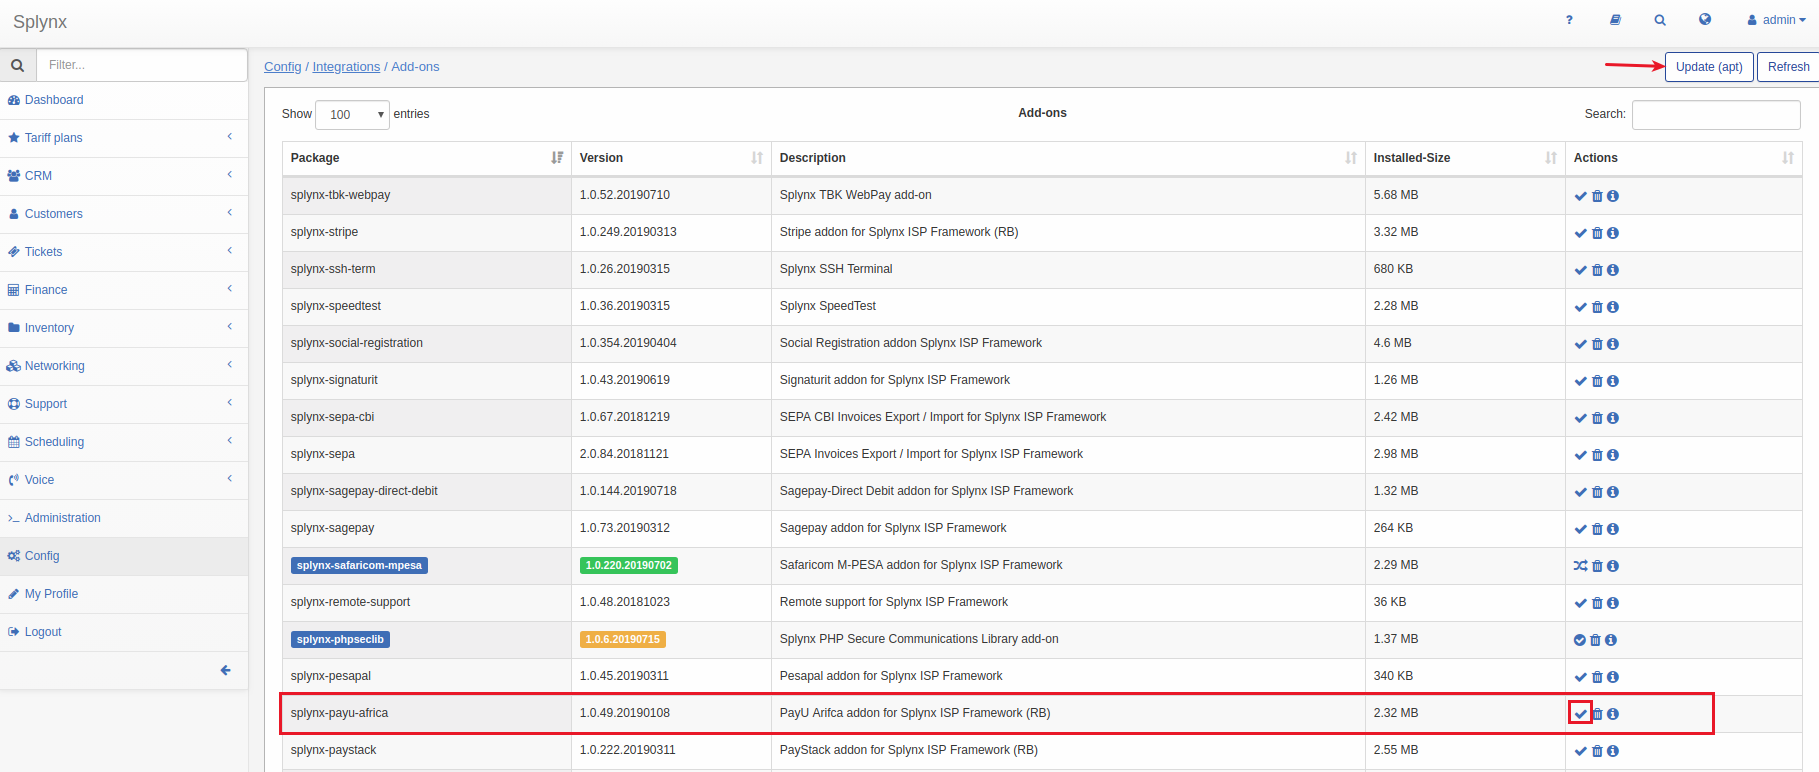 Splynx
? admin
Filter...
Config / Integrations / Add-ons
Update (apt) Refresh
Dashboard
Tariff plans
CRM
Customers
Tickets
Finance
Inventory
Networking
Support
Scheduling
Voice
Administration
Config
My Profile
Logout
Show 100 entries
Add-ons
Search:
Package Version Description Installed-Size Actions
splynx-tbk-webpay 1.0.52.20190710 Splynx TBK WebPay add-on 5.68 MB
splynx-stripe 1.0.249.20190313 Stripe addon for Splynx ISP Framework (RB) 3.32 MB
splynx-ssh-term 1.0.26.20190315 Splynx SSH Terminal 680 KB
splynx-speedtest 1.0.36.20190315 Splynx SpeedTest 2.28 MB
splynx-social-registration 1.0.354.20190404 Social Registration addon Splynx ISP Framework 4.6 MB
splynx-signaturit 1.0.43.20190619 Signaturit addon for Splynx ISP Framework 1.26 MB
splynx-sepa-cbi 1.0.67.20181219 SEPA CBI Invoices Export / Import for Splynx ISP Framework 2.42 MB
splynx-sepa 2.0.84.20181121 SEPA Invoices Export / Import for Splynx ISP Framework 2.98 MB
splynx-sagepay-direct-debit 1.0.144.20190718 Sagepay-Direct Debit addon for Splynx ISP Framework 1.32 MB
splynx-sagepay 1.0.73.20190312 Sagepay addon for Splynx ISP Framework 264 KB
splynx-safaricom-mpesa 1.0.220.20190702 Safaricom M-PESA addon for Splynx ISP Framework 2.29 MB
splynx-remote-support 1.0.48.20181023 Remote support for Splynx ISP Framework 36 KB
splynx-phpseclib 1.0.6.20190715 Splynx PHP Secure Communications Library add-on 1.37 MB
splynx-pesapal 1.0.45.20190311 Pesapal addon for Splynx ISP Framework 340 KB
splynx-payu-africa 1.0.49.20190108 PayU Arifca addon for Splynx ISP Framework (RB) 2.32 MB
splynx-paystack 1.0.222.20190311 PayStack addon for Splynx ISP Framework (RB) 2.55 MB